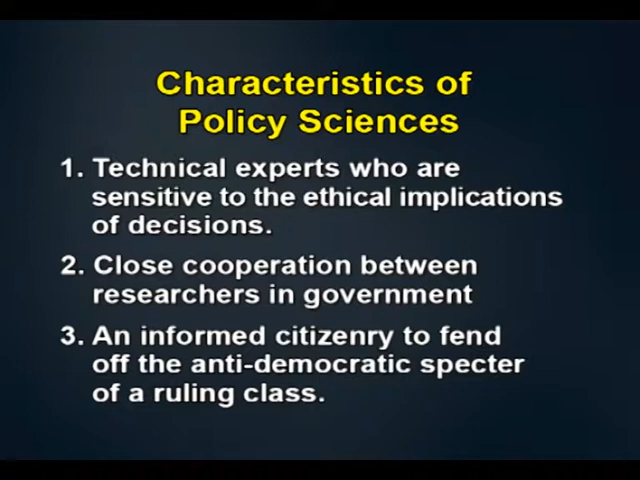 Characteristics of
Policy Sciences
1. Technical experts who are
sensitive to the ethical implications
of decisions.
2. Close cooperation between
researchers in government
3. An informed citizenry to fend
off the anti-democratic specter
of a ruling class.